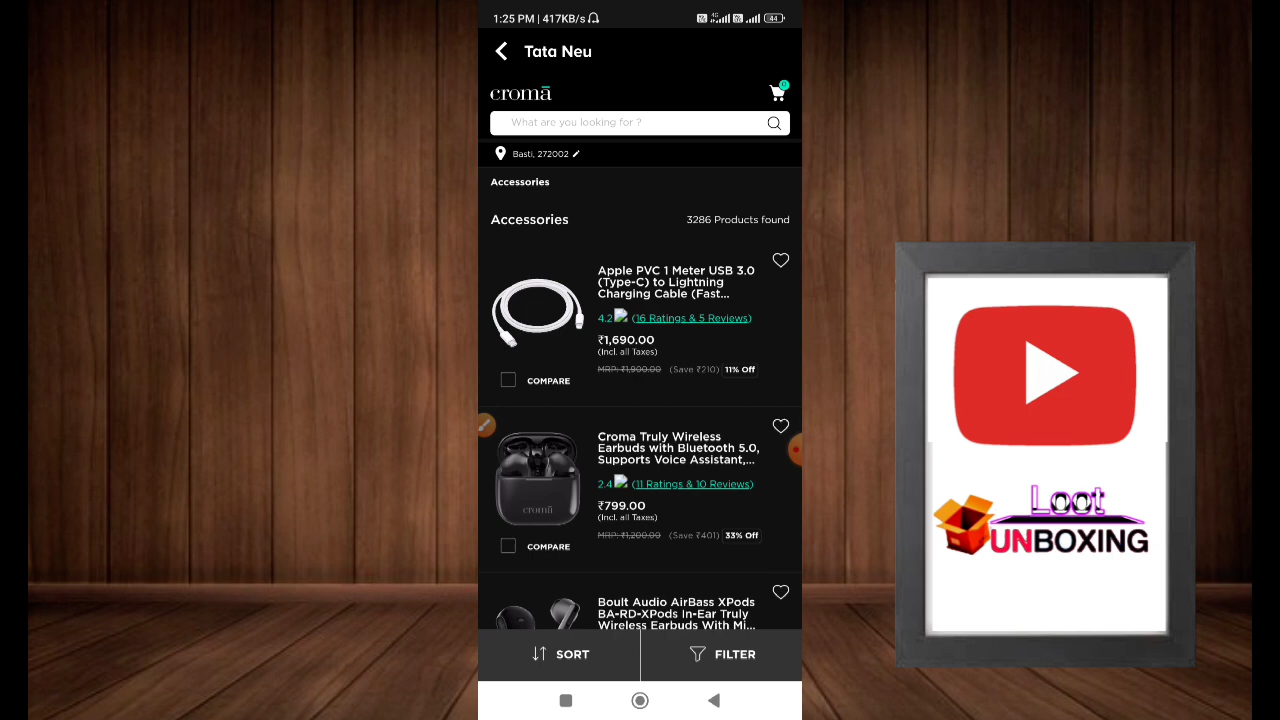 1:25 PM | 417KB/s
4G
44
Tata Neu
cromā
0
What are you looking for ?
Basti, 272002
Accessories
Accessories
3286 Products found
Apple PVC 1 Meter USB 3.0
(Type-C) to Lightning
Charging Cable (Fast...
4.2 (16 Ratings & 5 Reviews)
₹1,690.00
(Incl. all Taxes)
MRP: ₹1,900.00 (Save ₹210) 11% Off
COMPARE
Croma Truly Wireless
Earbuds with Bluetooth 5.0,
Supports Voice Assistant,...
2.4 (11 Ratings & 10 Reviews)
₹799.00
(Incl. all Taxes)
MRP: ₹1,200.00 (Save ₹401) 33% Off
cromā
COMPARE
Boult Audio AirBass XPods
BA-RD-XPods In-Ear Truly
Wireless Earbuds With Mi...
SORT
FILTER
Loot
UNBOXING